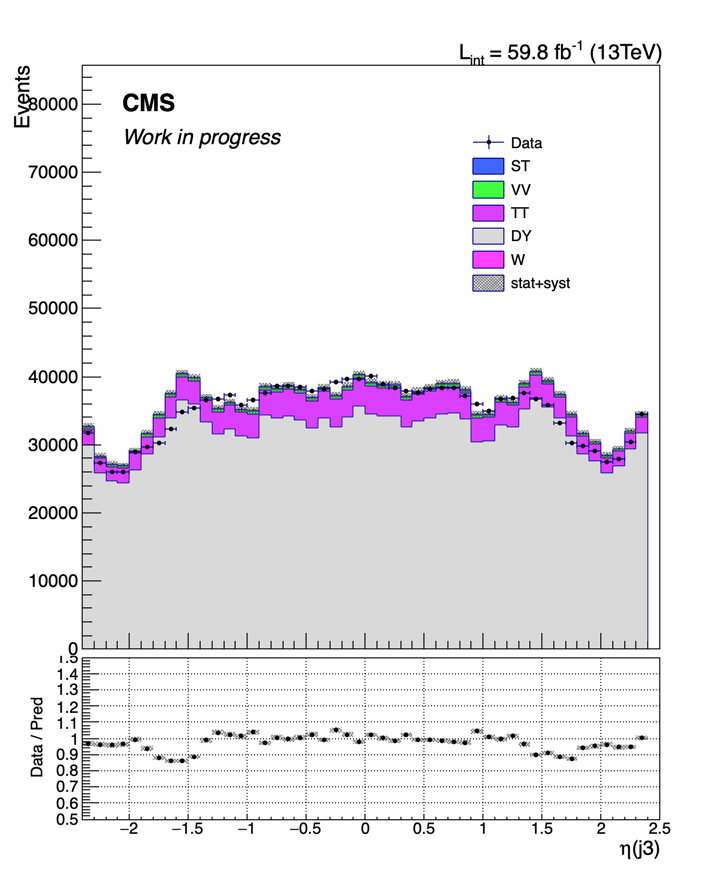 L_int = 59.8 fb⁻¹ (13TeV)
Events
CMS
Work in progress
80000
70000
60000
50000
40000
30000
20000
10000
0
Data
ST
VV
TT
DY
W
stat+syst
Data / Pred
1.5
1.4
1.3
1.2
1.1
1
0.9
0.8
0.7
0.6
0.5
−2 −1.5 −1 −0.5 0 0.5 1 1.5 2 2.5
η(j3)